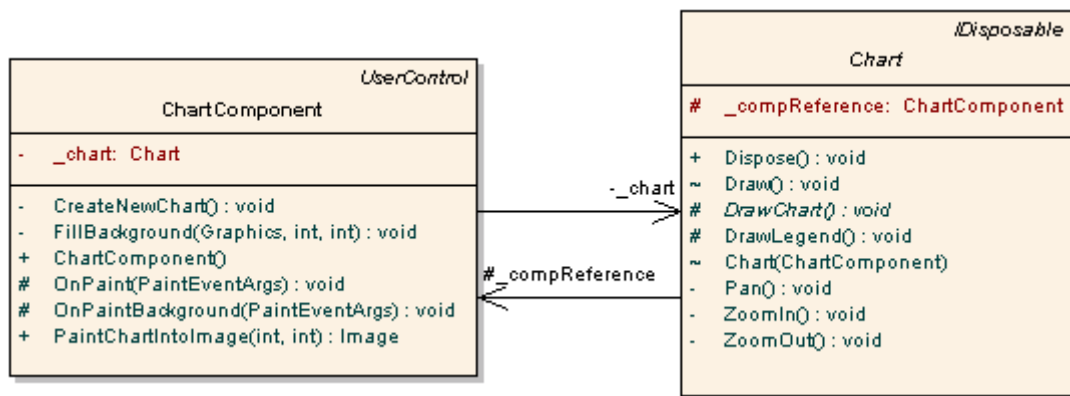 UserControl
ChartComponent
- _chart: Chart
- CreateNewChart() : void
- FillBackground(Graphics, int, int) : void
+ ChartComponent()
# OnPaint(PaintEventArgs) : void
# OnPaintBackground(PaintEventArgs) : void
+ PaintChartIntoImage(int, int) : Image
-_chart
#_compReference
IDisposable
Chart
# _compReference: ChartComponent
+ Dispose() : void
~ Draw() : void
# DrawChart() : void
# DrawLegend() : void
~ Chart(ChartComponent)
- Pan() : void
- ZoomIn() : void
- ZoomOut() : void